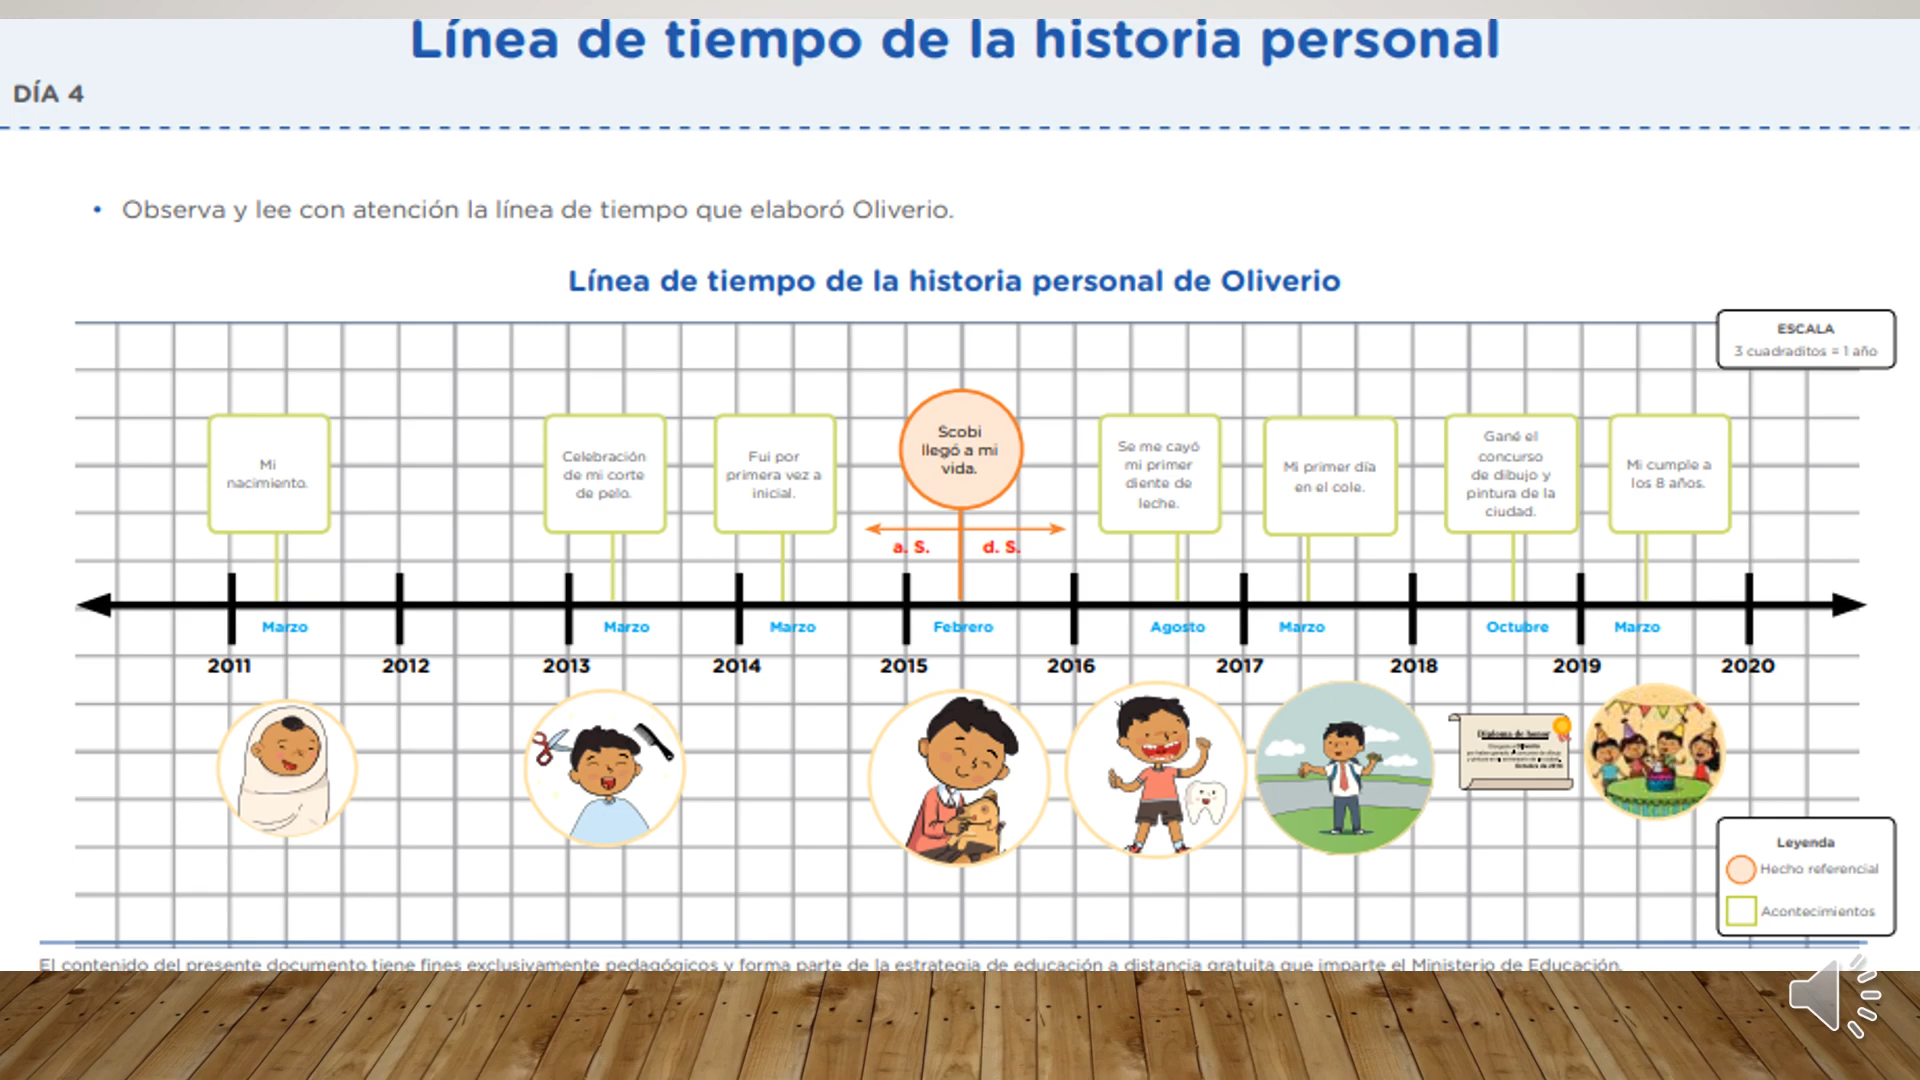 Línea de tiempo de la historia personal
DÍA 4
• Observa y lee con atención la línea de tiempo que elaboró Oliverio.
Línea de tiempo de la historia personal de Oliverio
ESCALA
3 cuadraditos = 1 año
Mi
nacimiento.
Celebración
de mi corte
de pelo.
Fui por
primera vez a
inicial.
Scobi
llegó a mi
vida.
a. S.
d. S.
Se me cayó
mi primer
diente de
leche.
Mi primer día
en el cole.
Gané el
concurso
de dibujo y
pintura de la
ciudad.
Mi cumple a
los 8 años.
Marzo Marzo Marzo Febrero Agosto Marzo Octubre Marzo
2011 2012 2013 2014 2015 2016 2017 2018 2019 2020
Diploma de honor
Leyenda
Hecho referencial
Acontecimientos
El contenido del presente documento tiene fines exclusivamente pedagógicos y forma parte de la estrategia de educación a distancia gratuita que imparte el Ministerio de Educación.